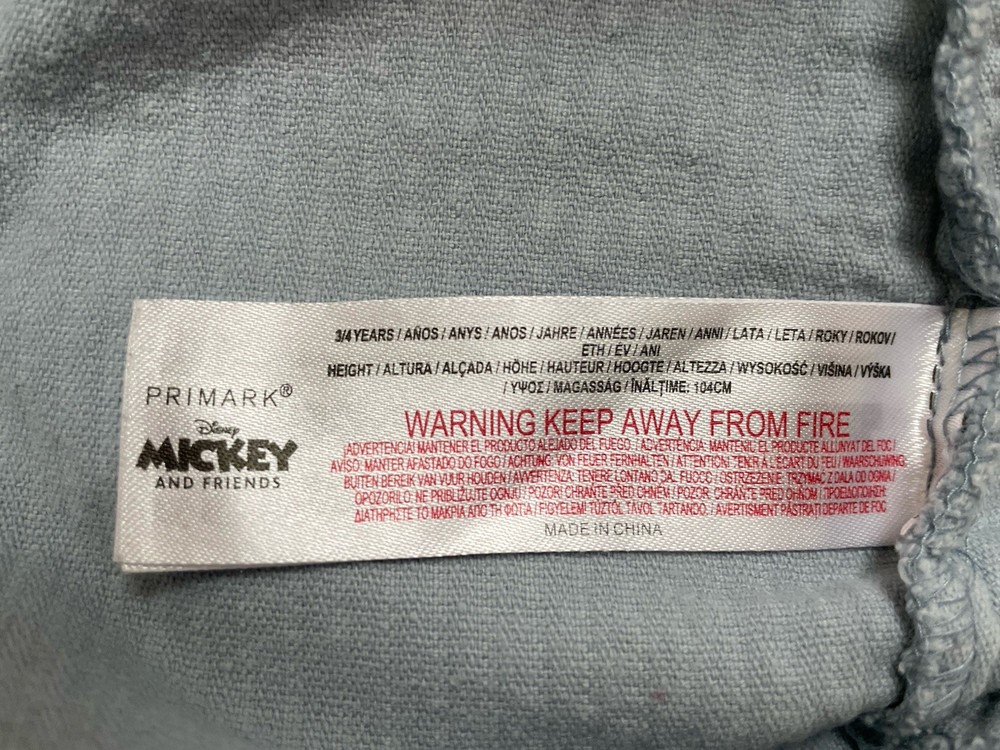 PRIMARK®
Disney
MICKEY
AND FRIENDS
3/4 YEARS / AÑOS / ANYS / ANOS / JAHRE / ANNÉES / JAREN / ANNI / LATA / LETA / ROKY / ROKOV /
ETH / ÉV / ANI
HEIGHT / ALTURA / ALÇADA / HÖHE / HAUTEUR / HOOGTE / ALTEZZA / WYSOKOŚĆ / VIŠINA / VÝŠKA
/ ΥΨΟΣ / MAGASSÁG / ÎNĂLȚIME: 104CM
WARNING KEEP AWAY FROM FIRE
¡ADVERTENCIA! MANTENER EL PRODUCTO ALEJADO DEL FUEGO. / ADVERTÈNCIA: MANTENIU EL PRODUCTE ALLUNYAT DEL FOC /
AVISO: MANTER AFASTADO DO FOGO / ACHTUNG: VON FEUER FERNHALTEN / ATTENTION! TENIR À L'ÉCART DU FEU / WAARSCHUWING:
BUITEN BEREIK VAN VUUR HOUDEN / AVVERTENZA: TENERE LONTANO DAL FUOCO / OSTRZEŻENIE: TRZYMAĆ Z DALA OD OGNIA /
OPOZORILO: NE PRIBLIŽUJTE OGNJU / POZOR! CHRAŇTE PŘED OHNĚM / POZOR: CHRÁŇTE PRED OHŇOM / ΠΡΟΕΙΔΟΠΟΙΗΣΗ:
ΔΙΑΤΗΡΗΣΤΕ ΤΟ ΜΑΚΡΙΑ ΑΠΟ ΤΗ ΦΩΤΙΑ / FIGYELEM! TŰZTŐL TÁVOL TARTANDÓ. / AVERTISMENT PĂSTRAȚI DEPARTE DE FOC
MADE IN CHINA